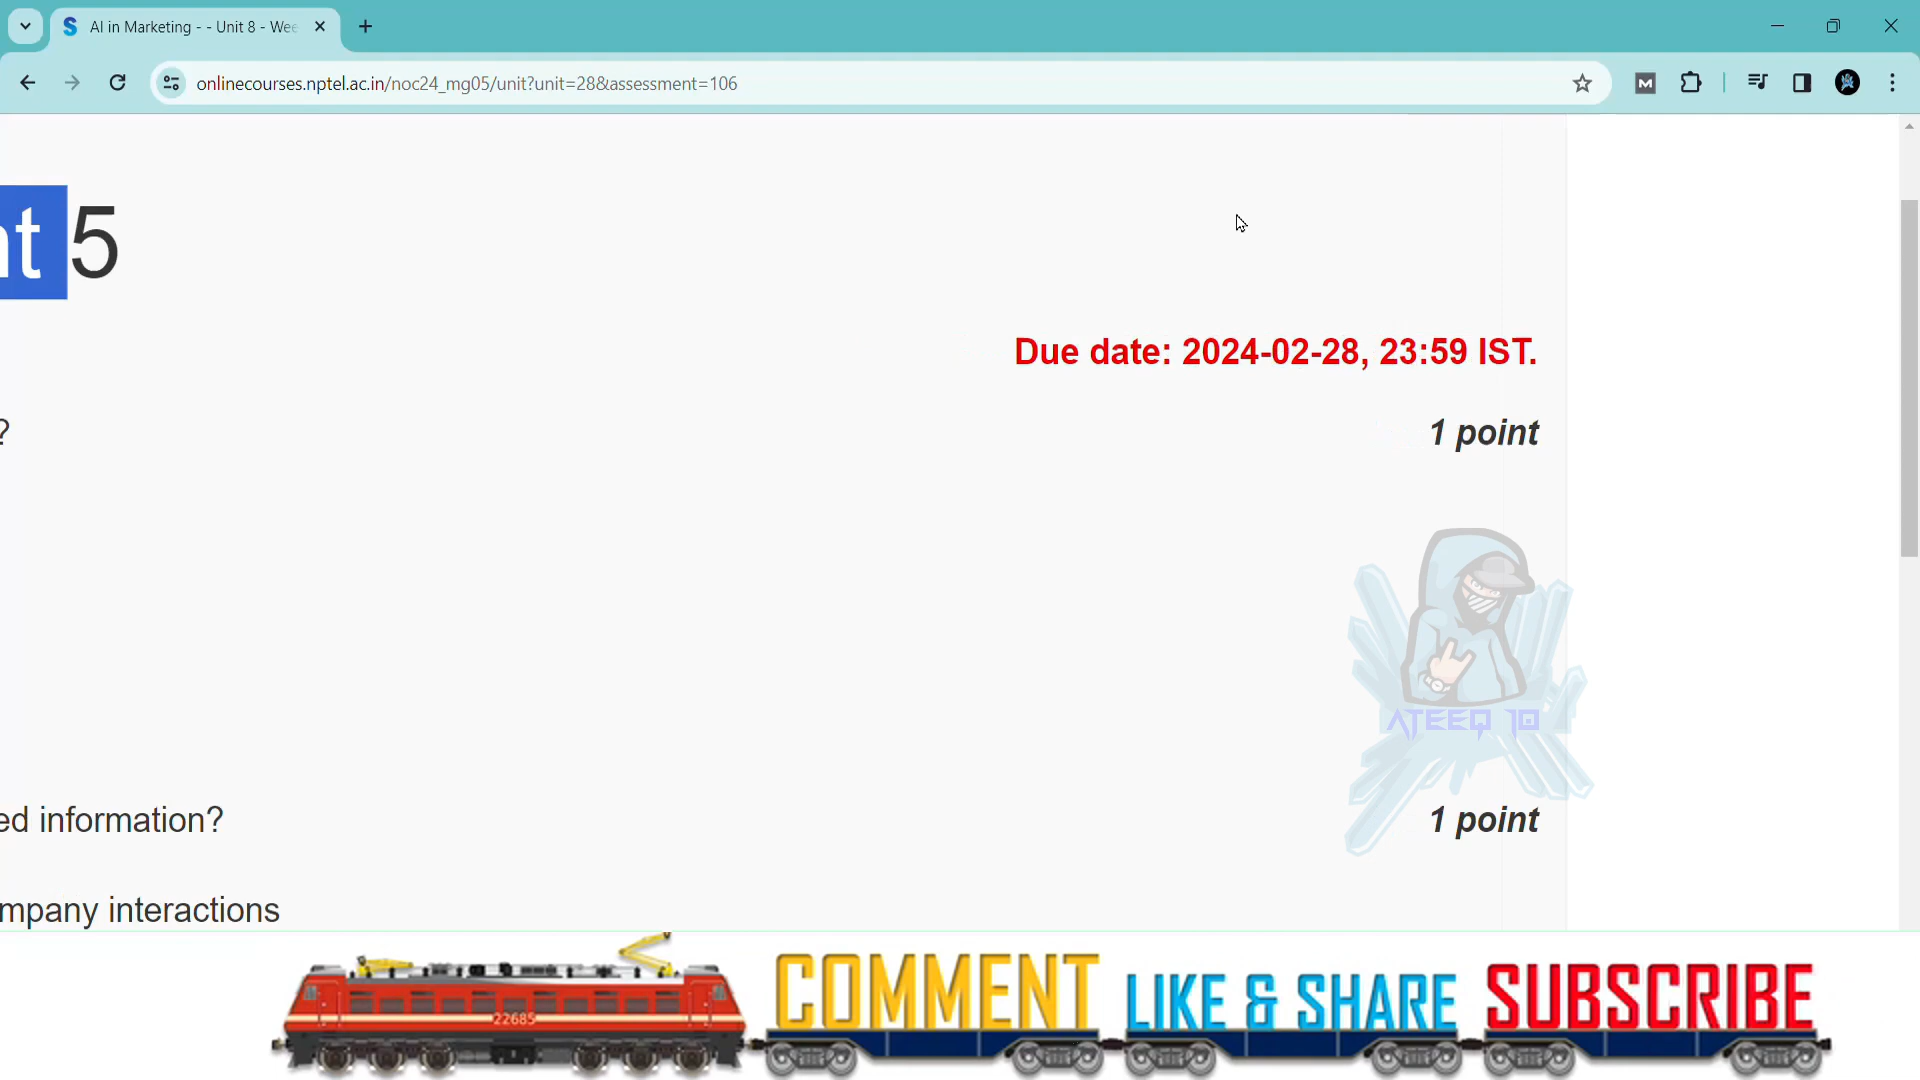 AI in Marketing - - Unit 8 - Wee
onlinecourses.nptel.ac.in/noc24_mg05/unit?unit=28&assessment=106
M
nt 5
Due date: 2024-02-28, 23:59 IST.
? 1 point
ATEEQ 10
ed information? 1 point
mpany interactions
22685 COMMENT LIKE & SHARE SUBSCRIBE